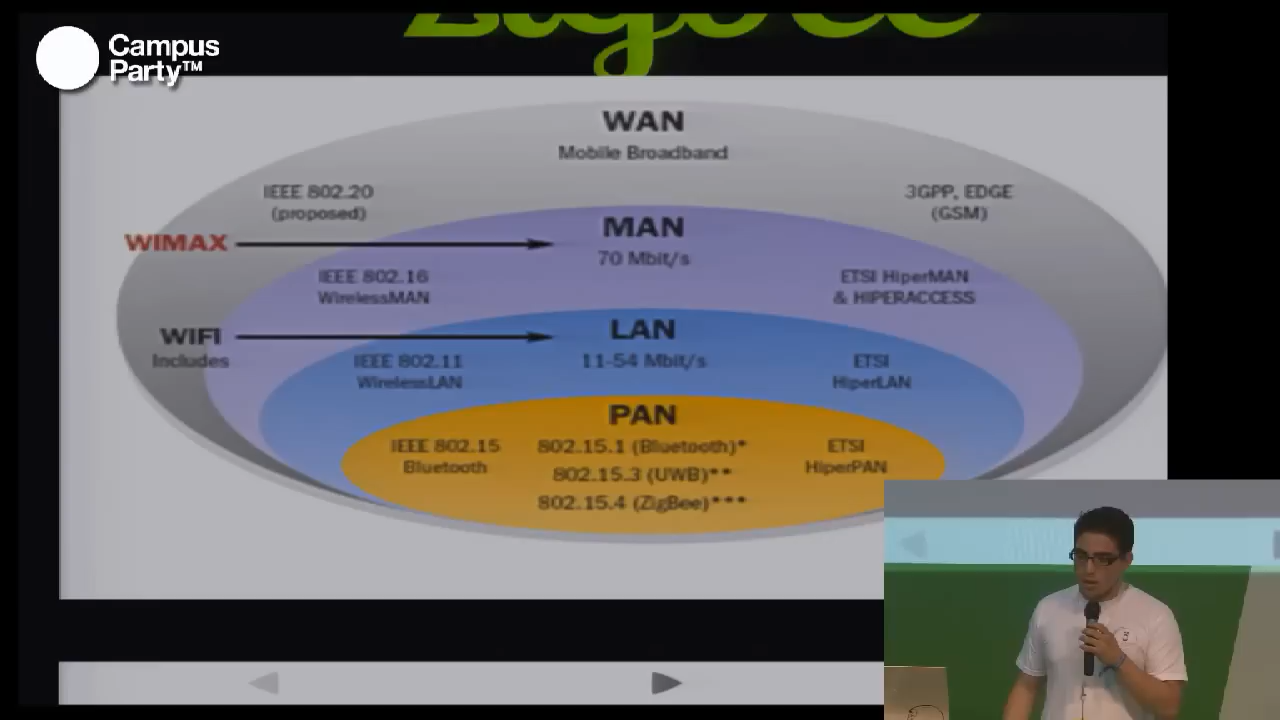 ZigBee
Campus
Party™
WAN
Mobile Broadband
IEEE 802.20
(proposed)
3GPP, EDGE
(GSM)
WIMAX
MAN
70 Mbit/s
IEEE 802.16
WirelessMAN
ETSI HiperMAN
& HIPERACCESS
WIFI
Includes
LAN
11-54 Mbit/s
IEEE 802.11
WirelessLAN
ETSI
HiperLAN
PAN
IEEE 802.15
Bluetooth
802.15.1 (Bluetooth)*
802.15.3 (UWB)**
802.15.4 (ZigBee)***
ETSI
HiperPAN